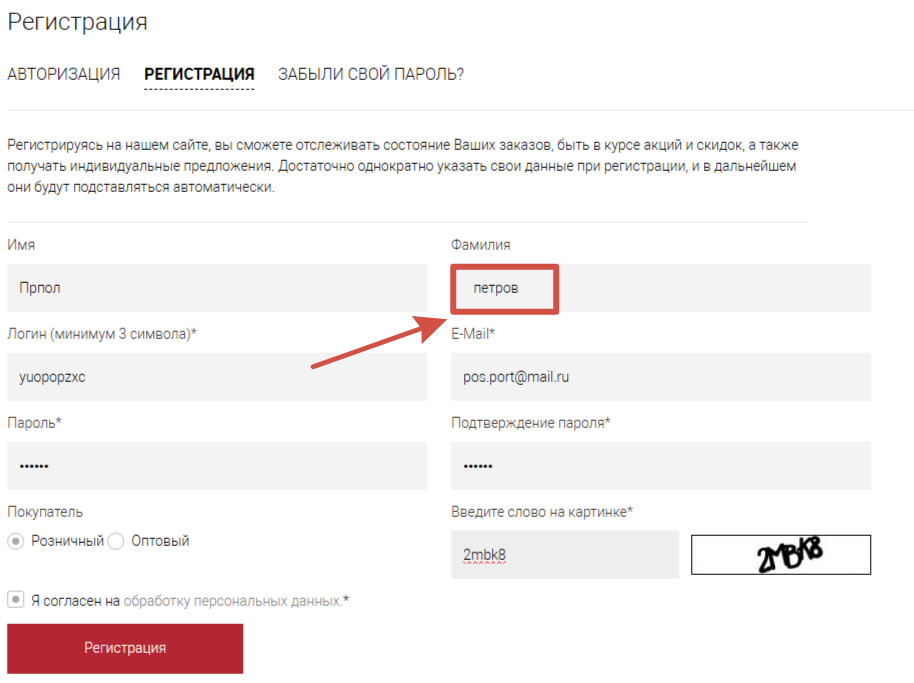 Регистрация
АВТОРИЗАЦИЯ РЕГИСТРАЦИЯ ЗАБЫЛИ СВОЙ ПАРОЛЬ?
Регистрируясь на нашем сайте, вы сможете отслеживать состояние Ваших заказов, быть в курсе акций и скидок, а также
получать индивидуальные предложения. Достаточно однократно указать свои данные при регистрации, и в дальнейшем
они будут подставляться автоматически.
Имя Фамилия
Прпол петров
Логин (минимум 3 символа)* E-Mail*
yuopopzxc pos.port@mail.ru
Пароль* Подтверждение пароля*
•••••• ••••••
Покупатель Введите слово на картинке*
Розничный Оптовый
2mbk8 2MBK8
Я согласен на обработку персональных данных.*
Регистрация